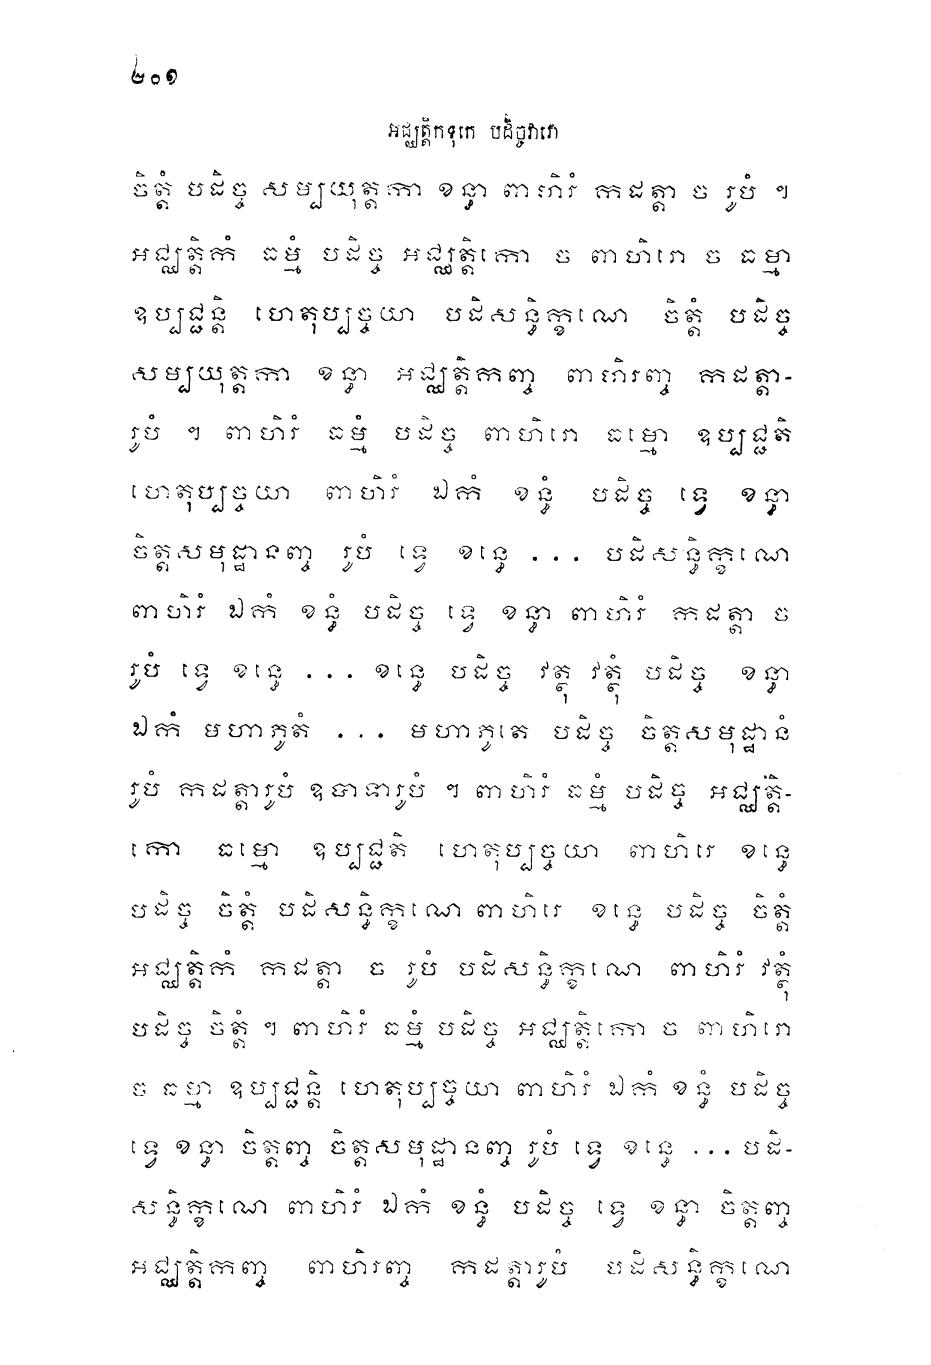 ២០១
អជ្ឈត្តិកទុកេ បដិច្ចវារោ
ចិត្តំ បដិច្ច សម្បយុត្តកា ខន្ធា ពាហិរំ កដត្តា ច រូបំ ។
អជ្ឈត្តិកំ ធម្មំ បដិច្ច អជ្ឈត្តិកោ ច ពាហិរោ ច ធម្មា
ឧប្បជ្ជន្តិ ហេតុប្បច្ចយា បដិសន្ធិក្ខណេ ចិត្តំ បដិច្ច
សម្បយុត្តកា ខន្ធា អជ្ឈត្តិកញ្ច ពាហិរញ្ច កដត្តា-
រូបំ ។ ពាហិរំ ធម្មំ បដិច្ច ពាហិរោ ធម្មោ ឧប្បជ្ជតិ
ហេតុប្បច្ចយា ពាហិរំ ឯកំ ខន្ធំ បដិច្ច ទ្វេ ខន្ធា
ចិត្តសមុដ្ឋានញ្ច រូបំ ទ្វេ ខន្ធេ ... បដិសន្ធិក្ខណេ
ពាហិរំ ឯកំ ខន្ធំ បដិច្ច ទ្វេ ខន្ធា ពាហិរំ កដត្តា ច
រូបំ ទ្វេ ខន្ធេ ... ខន្ធេ បដិច្ច វត្ថុ វត្ថុំ បដិច្ច ខន្ធា
ឯកំ មហាភូតំ ... មហាភូតេ បដិច្ច ចិត្តសមុដ្ឋានំ
រូបំ កដត្តារូបំ ឧបាទារូបំ ។ ពាហិរំ ធម្មំ បដិច្ច អជ្ឈត្តិ-
កោ ធម្មោ ឧប្បជ្ជតិ ហេតុប្បច្ចយា ពាហិរេ ខន្ធេ
បដិច្ច ចិត្តំ បដិសន្ធិក្ខណេ ពាហិរេ ខន្ធេ បដិច្ច ចិត្តំ
អជ្ឈត្តិកំ កដត្តា ច រូបំ បដិសន្ធិក្ខណេ ពាហិរំ វត្ថុំ
បដិច្ច ចិត្តំ ។ ពាហិរំ ធម្មំ បដិច្ច អជ្ឈត្តិកោ ច ពាហិរោ
ច ធម្មា ឧប្បជ្ជន្តិ ហេតុប្បច្ចយា ពាហិរំ ឯកំ ខន្ធំ បដិច្ច
ទ្វេ ខន្ធា ចិត្តញ្ច ចិត្តសមុដ្ឋានញ្ច រូបំ ទ្វេ ខន្ធេ ... បដិ-
សន្ធិក្ខណេ ពាហិរំ ឯកំ ខន្ធំ បដិច្ច ទ្វេ ខន្ធា ចិត្តញ្ច
អជ្ឈត្តិកញ្ច ពាហិរញ្ច កដត្តារូបំ បដិសន្ធិក្ខណេ